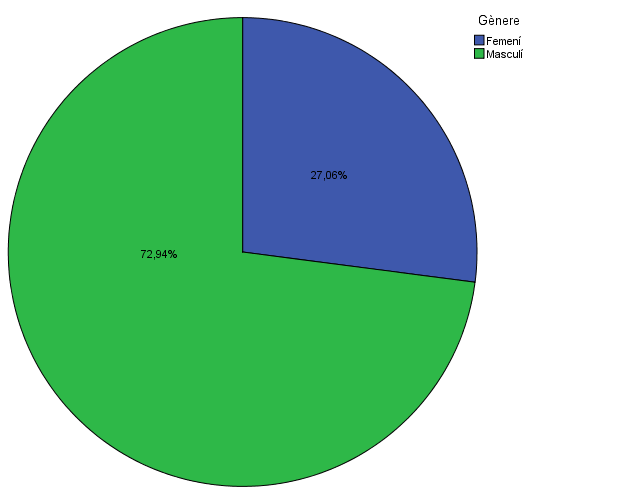 Gènere
Femení
Masculí
27,06%
72,94%